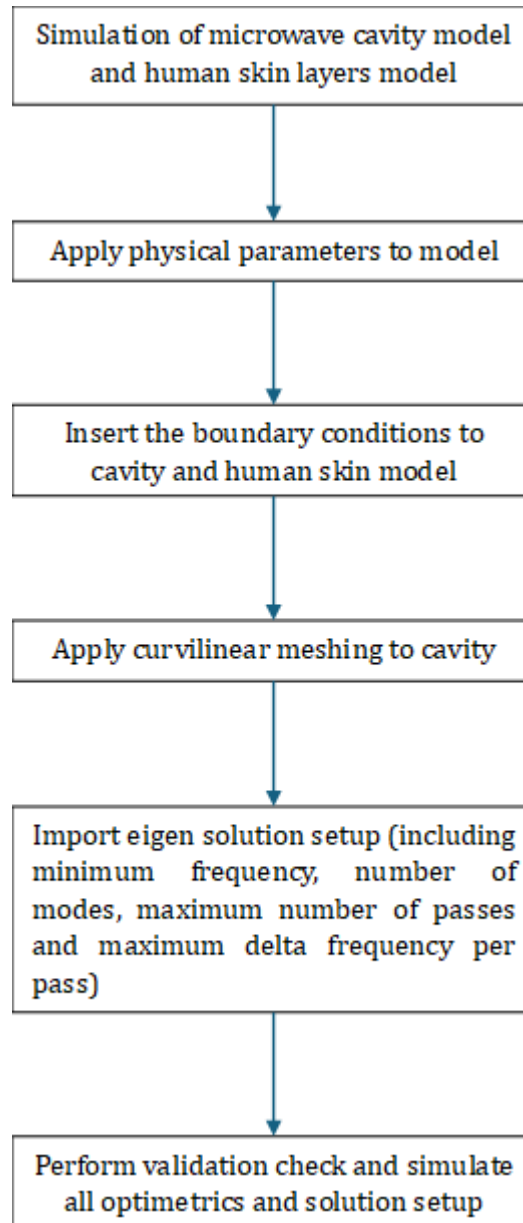 Simulation of microwave cavity model
and human skin layers model
Apply physical parameters to model
Insert the boundary conditions to
cavity and human skin model
Apply curvilinear meshing to cavity
Import eigen solution setup (including
minimum frequency, number of
modes, maximum number of passes
and maximum delta frequency per
pass)
Perform validation check and simulate
all optimetrics and solution setup